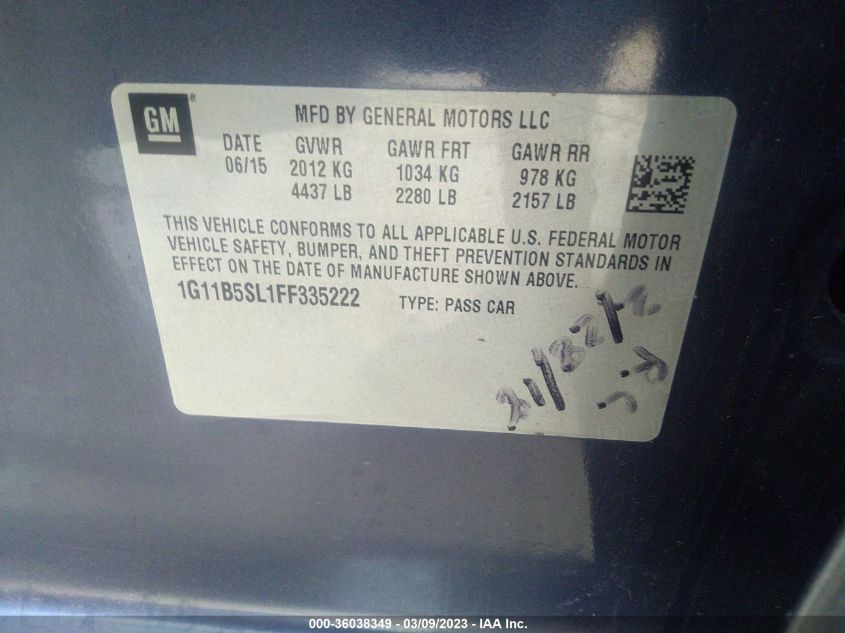 GM
®
MFD BY GENERAL MOTORS LLC
DATE GVWR GAWR FRT GAWR RR
06/15 2012 KG 1034 KG 978 KG
4437 LB 2280 LB 2157 LB
THIS VEHICLE CONFORMS TO ALL APPLICABLE U.S. FEDERAL MOTOR
VEHICLE SAFETY, BUMPER, AND THEFT PREVENTION STANDARDS IN
EFFECT ON THE DATE OF MANUFACTURE SHOWN ABOVE.
1G11B5SL1FF335222 TYPE: PASS CAR
000-36038349 - 03/09/2023 - IAA Inc.